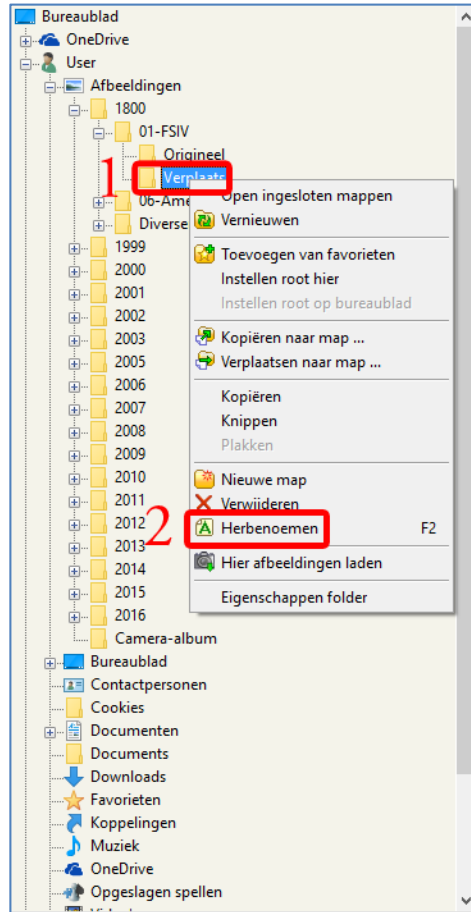 Bureaublad
OneDrive
User
Afbeeldingen
1800
01-FSIV
Origineel
1
Verplaats
Open ingesloten mappen
06-Ame
Vernieuwen
Diverse
Toevoegen van favorieten
1999
Instellen root hier
2000
Instellen root op bureaublad
2001
2002
Kopiëren naar map ...
2003
Verplaatsen naar map ...
2005
2006
Kopiëren
2007
Knippen
2008
Plakken
2009
Nieuwe map
2010
Verwijderen
2011
2
Herbenoemen F2
2012
2013
Hier afbeeldingen laden
2014
2015
Eigenschappen folder
2016
Camera-album
Bureaublad
Contactpersonen
Cookies
Documenten
Documents
Downloads
Favorieten
Koppelingen
Muziek
OneDrive
Opgeslagen spellen